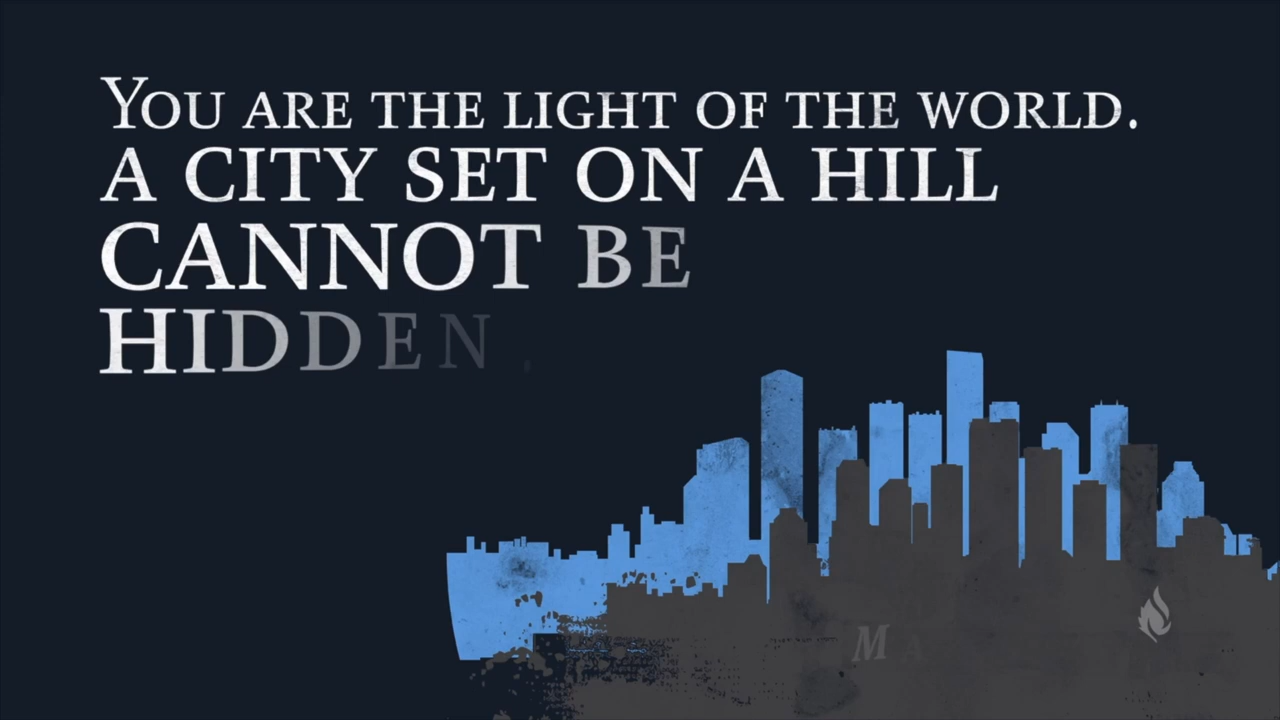 You are the light of the world.
A city set on a hill
cannot be
hidden.
M A